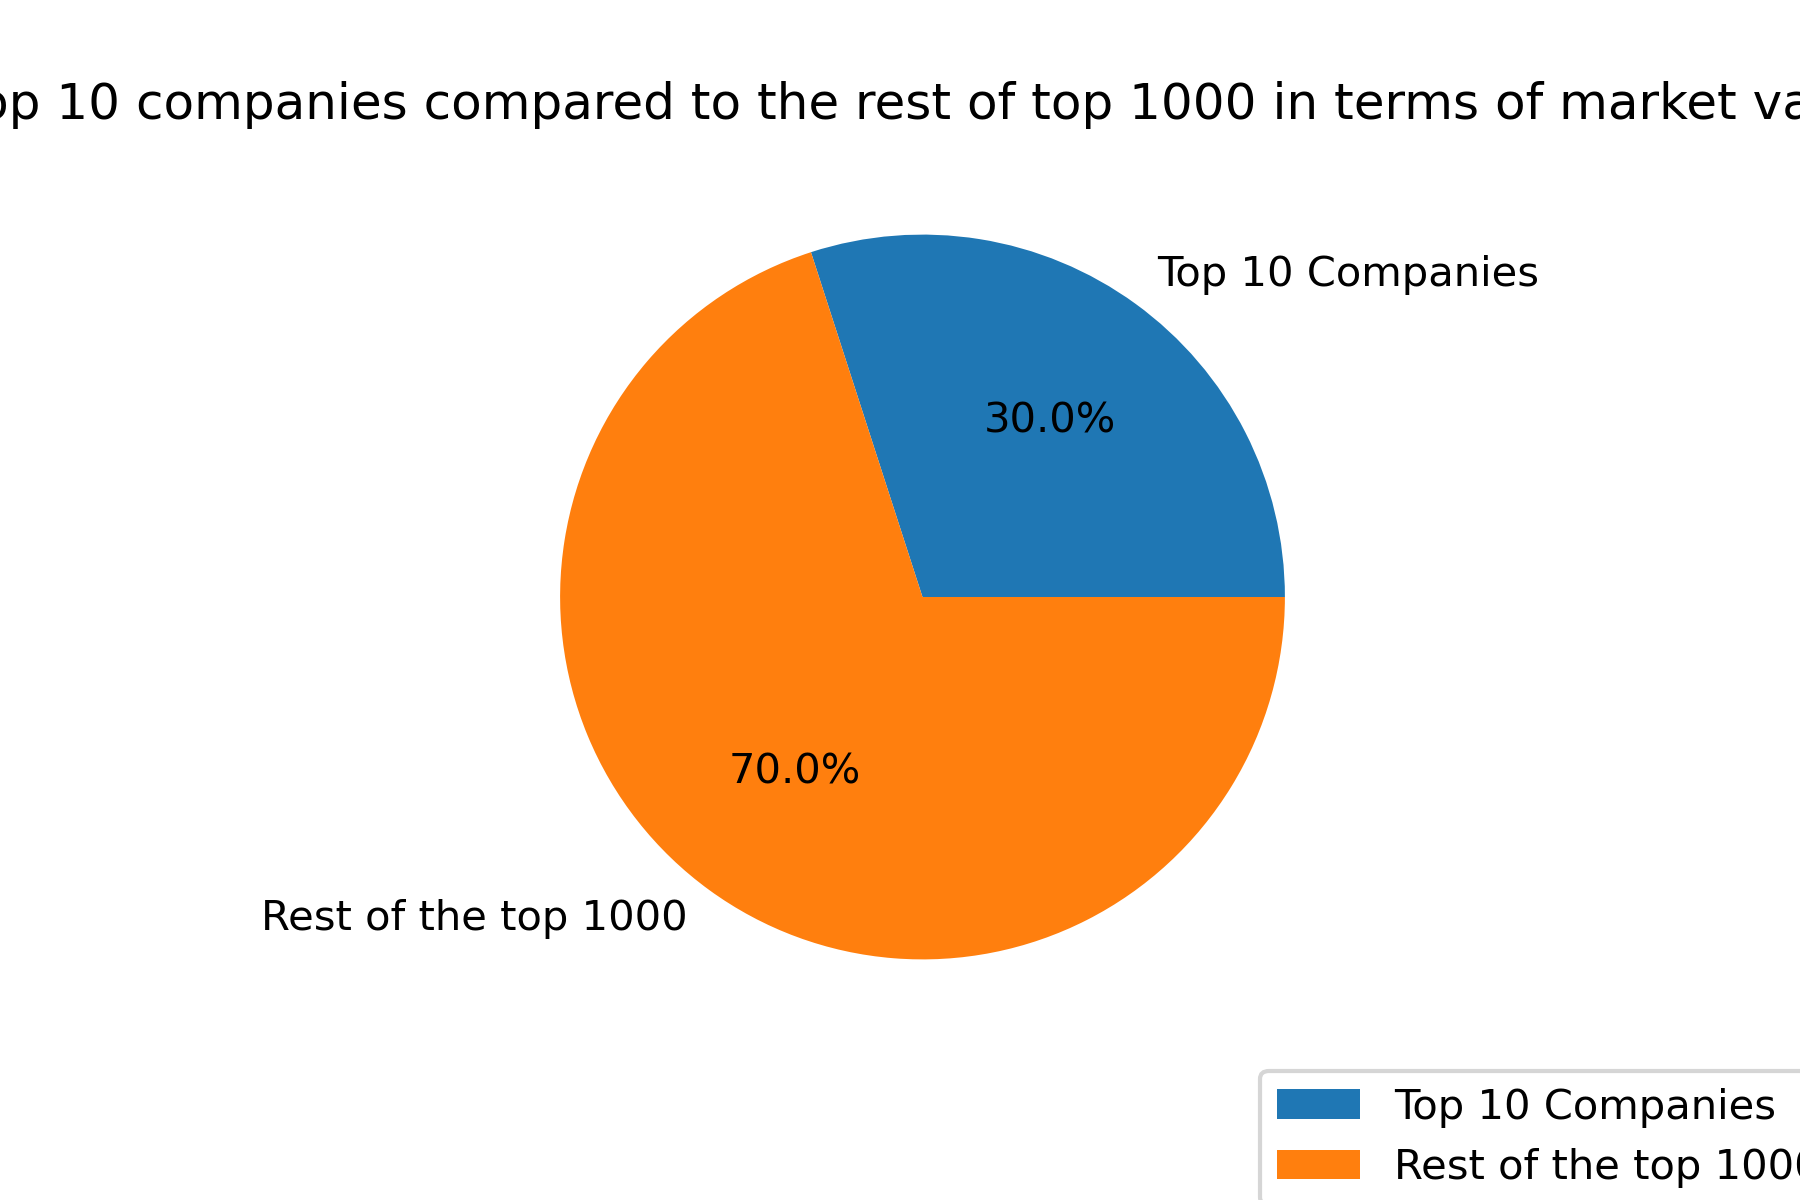 op 10 companies compared to the rest of top 1000 in terms of market va
Top 10 Companies
30.0%
70.0%
Rest of the top 1000
Top 10 Companies
Rest of the top 1000